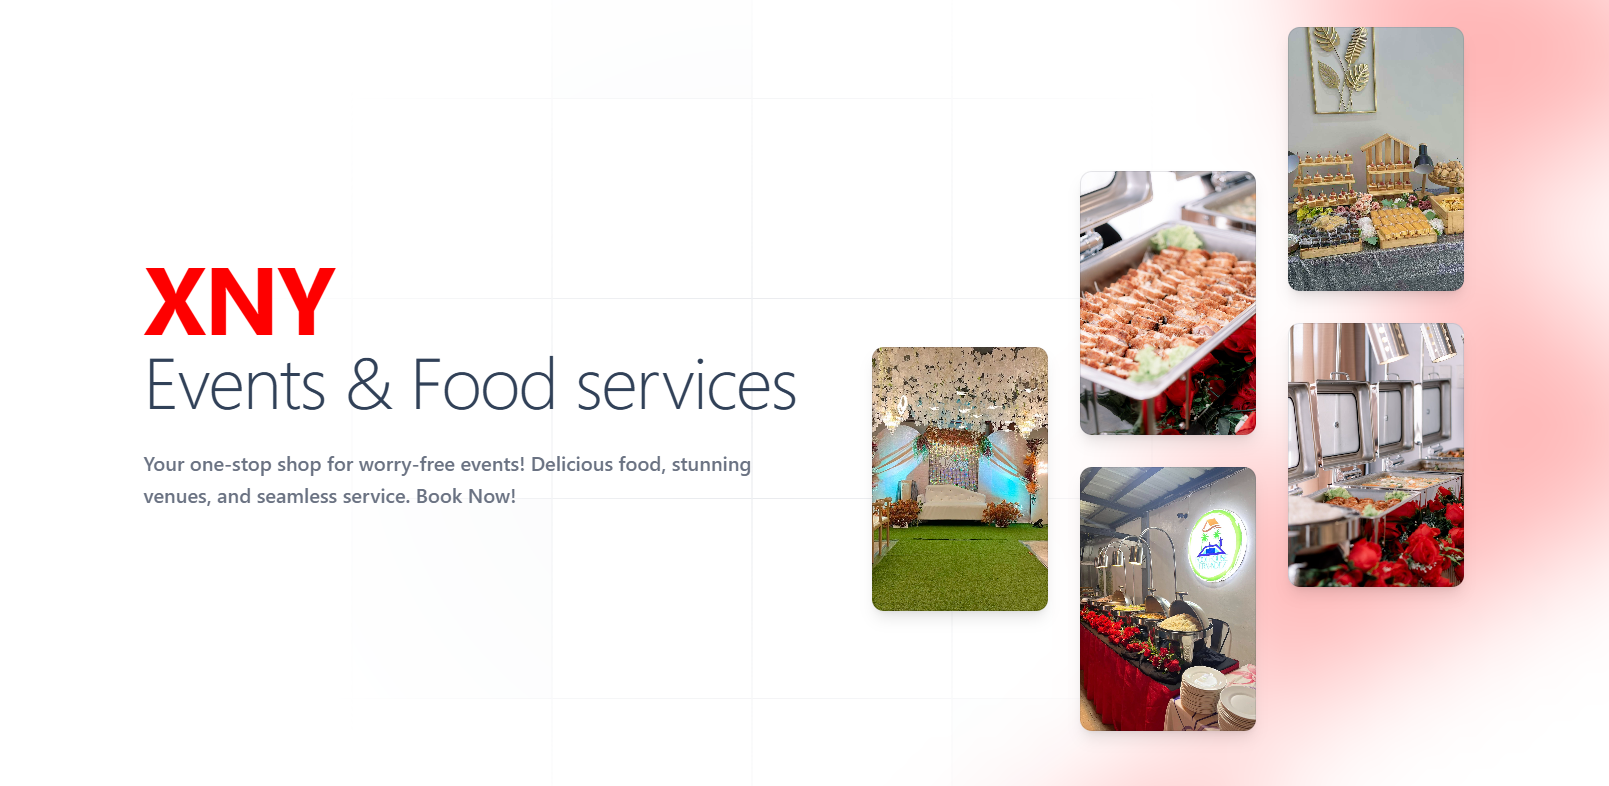 XNY
Events & Food services
Your one-stop shop for worry-free events! Delicious food, stunning
venues, and seamless service. Book Now!